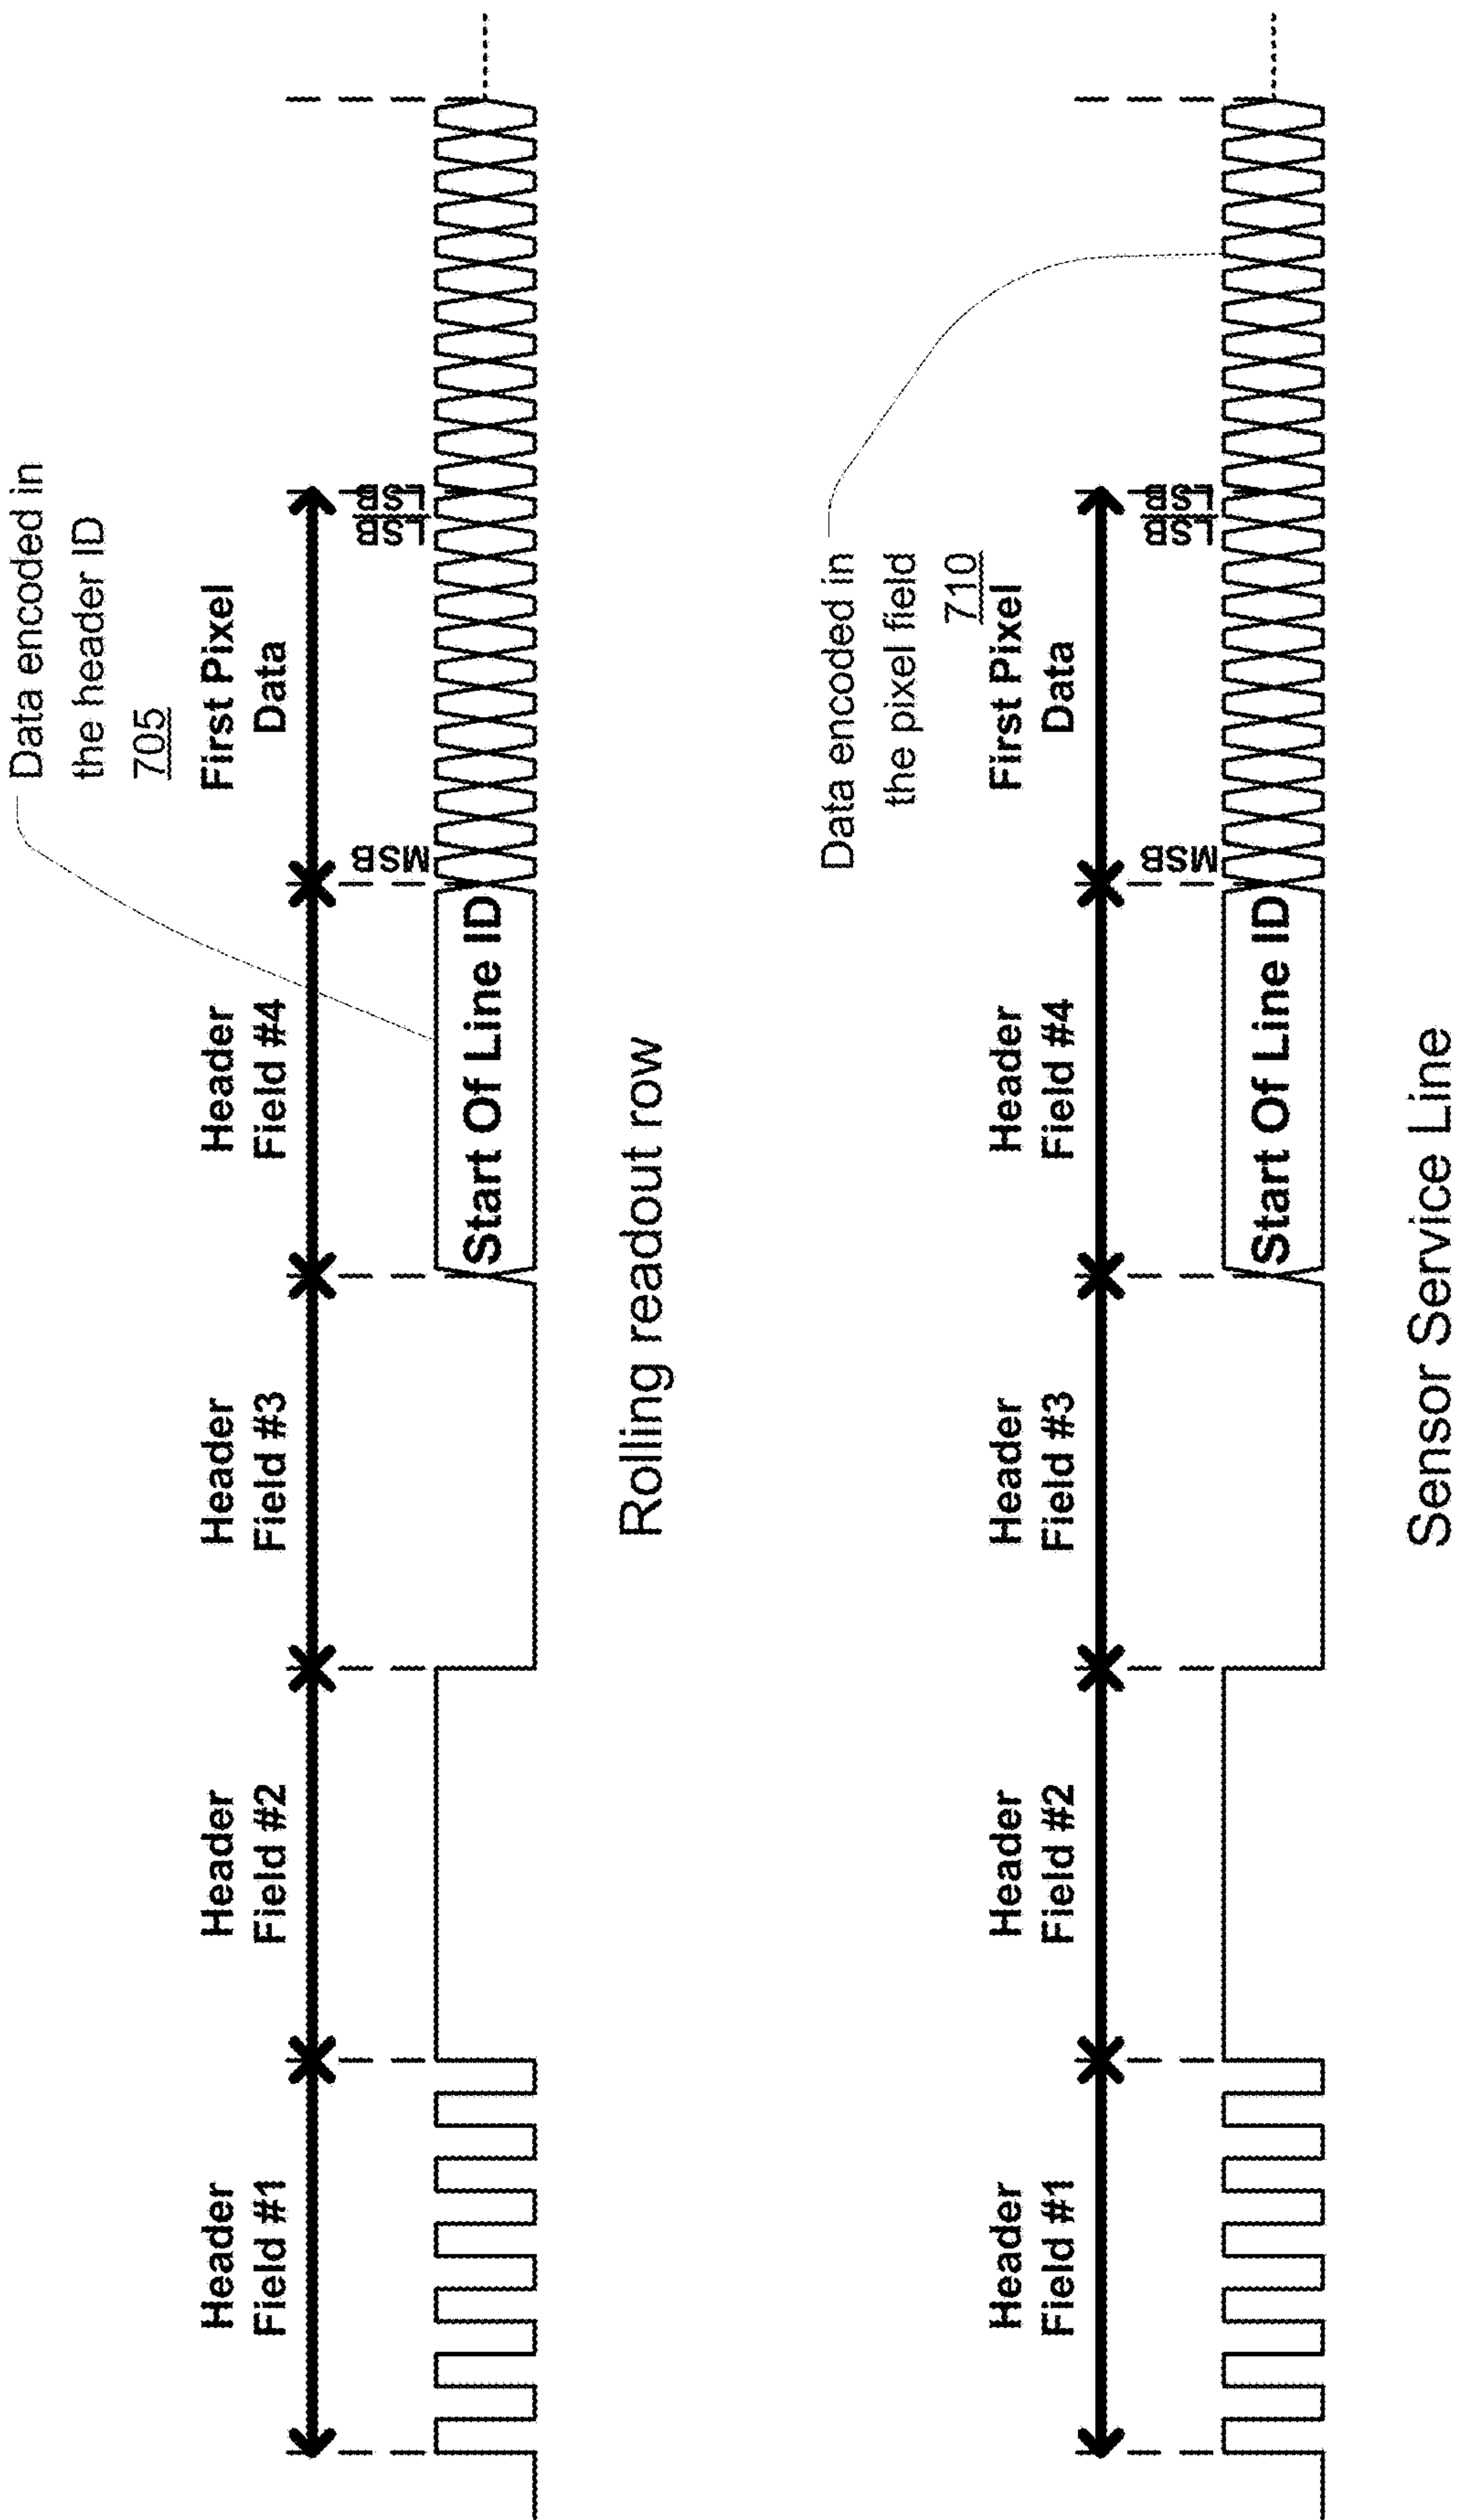 Data encoded in
the header ID
705
Header
Field #1
Header
Field #2
Header
Field #3
Header
Field #4
First Pixel
Data
MSB
LSB
LSB
Start Of Line ID
Rolling readout row
Data encoded in
the pixel field
710
Header
Field #1
Header
Field #2
Header
Field #3
Header
Field #4
First Pixel
Data
MSB
LSB
LSB
Start Of Line ID
Sensor Service Line